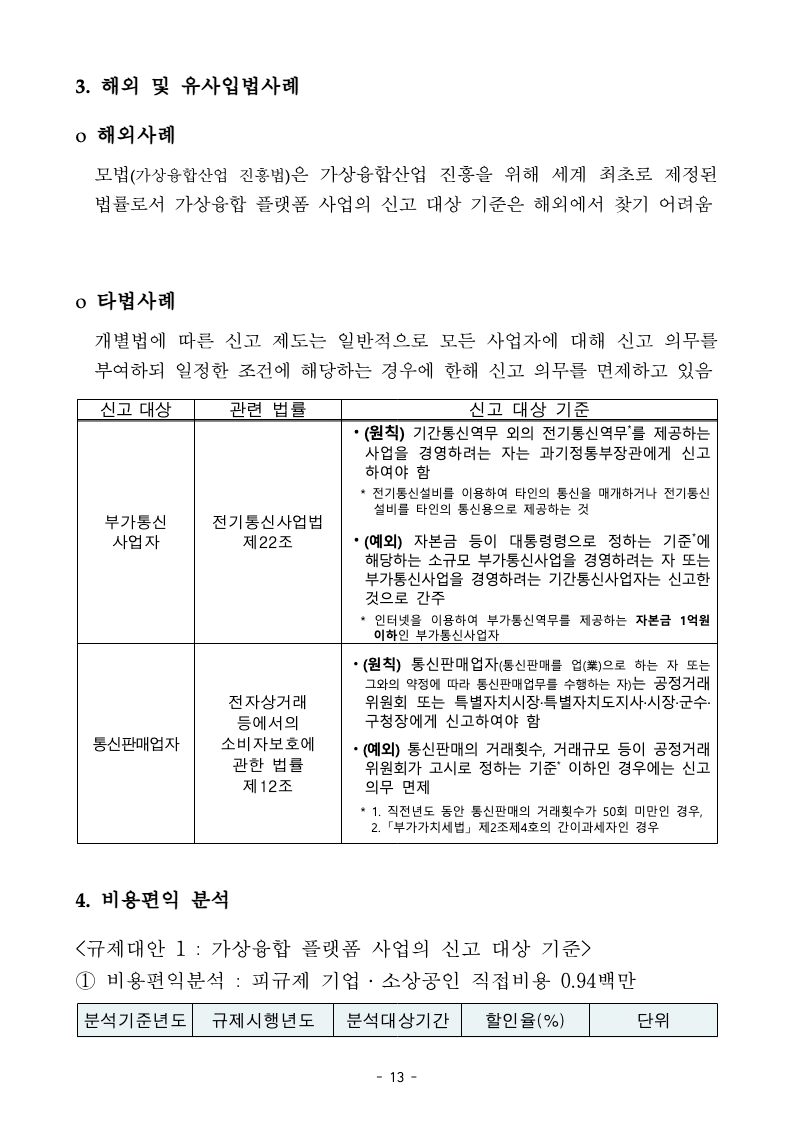 3. 해외 및 유사입법사례
o 해외사례
모법(가상융합산업 진흥법)은 가상융합산업 진흥을 위해 세계 최초로 제정된
법률로서 가상융합 플랫폼 사업의 신고 대상 기준은 해외에서 찾기 어려움
o 타법사례
개별법에 따른 신고 제도는 일반적으로 모든 사업자에 대해 신고 의무를
부여하되 일정한 조건에 해당하는 경우에 한해 신고 의무를 면제하고 있음
신고 대상 관련 법률 신고 대상 기준
부가통신
사업자
전기통신사업법
제22조
• (원칙) 기간통신역무 외의 전기통신역무*를 제공하는
사업을 경영하려는 자는 과기정통부장관에게 신고
하여야 함
* 전기통신설비를 이용하여 타인의 통신을 매개하거나 전기통신
설비를 타인의 통신용으로 제공하는 것
• (예외) 자본금 등이 대통령령으로 정하는 기준*에
해당하는 소규모 부가통신사업을 경영하려는 자 또는
부가통신사업을 경영하려는 기간통신사업자는 신고한
것으로 간주
* 인터넷을 이용하여 부가통신역무를 제공하는 자본금 1억원
이하인 부가통신사업자
통신판매업자
전자상거래
등에서의
소비자보호에
관한 법률
제12조
• (원칙) 통신판매업자(통신판매를 업(業)으로 하는 자 또는
그와의 약정에 따라 통신판매업무를 수행하는 자)는 공정거래
위원회 또는 특별자치시장·특별자치도지사·시장·군수·
구청장에게 신고하여야 함
• (예외) 통신판매의 거래횟수, 거래규모 등이 공정거래
위원회가 고시로 정하는 기준* 이하인 경우에는 신고
의무 면제
* 1. 직전년도 동안 통신판매의 거래횟수가 50회 미만인 경우,
2.「부가가치세법」제2조제4호의 간이과세자인 경우
4. 비용편익 분석
<규제대안 1 : 가상융합 플랫폼 사업의 신고 대상 기준>
① 비용편익분석 : 피규제 기업·소상공인 직접비용 0.94백만
분석기준년도 규제시행년도 분석대상기간 할인율(%) 단위
- 13 -